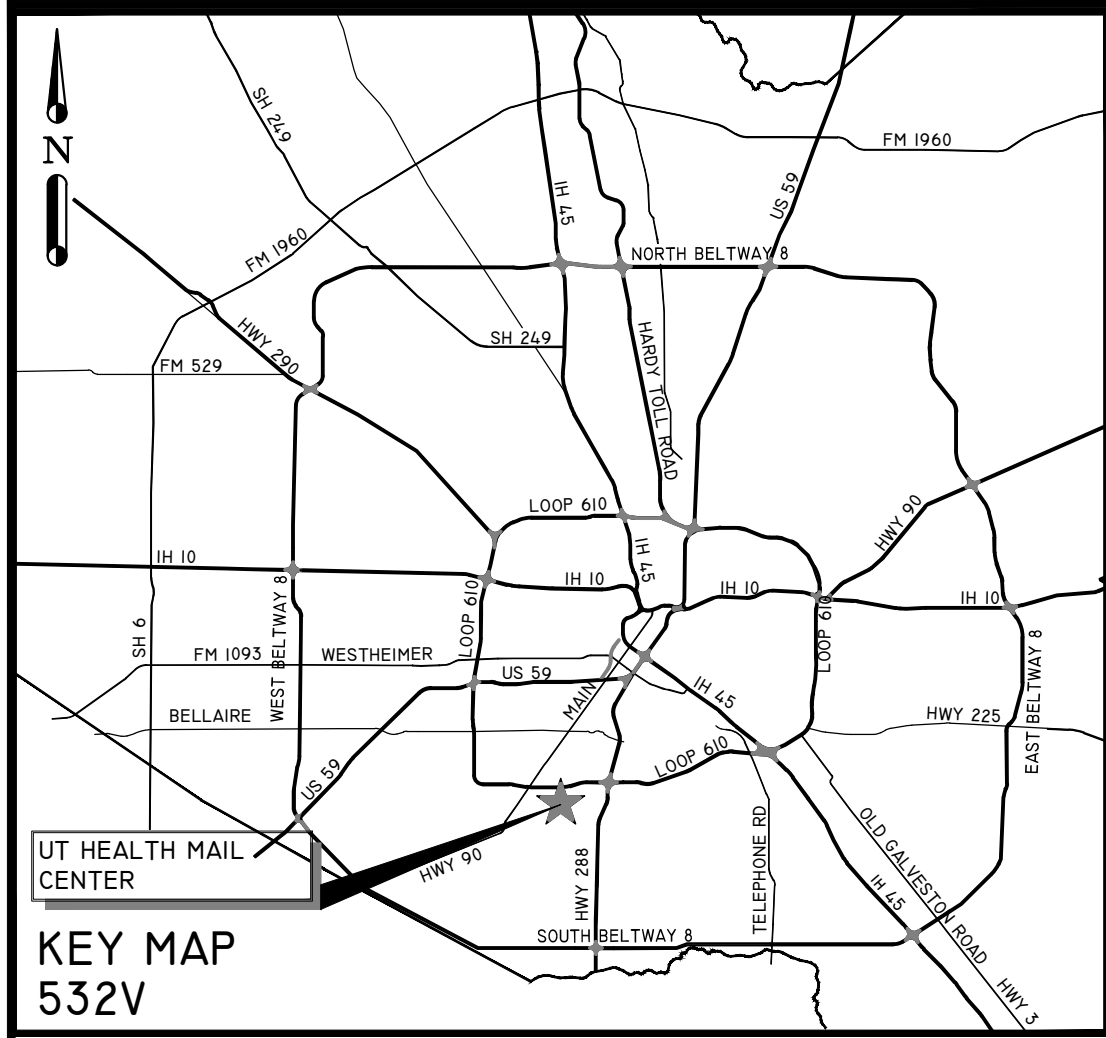 SH 249
N
FM 1960
IH 45
US 59
FM 1960
NORTH BELTWAY 8
HWY 290
SH 249
HARDY TOLL ROAD
FM 529
LOOP 610
HWY 90
IH 10
IH 45
IH 10
IH 10
IH 10
WEST BELTWAY 8
LOOP 610
LOOP 610
SH 6
FM 1093
WESTHEIMER
US 59
MAIN
IH 45
EAST BELTWAY 8
BELLAIRE
HWY 225
LOOP 610
US 59
TELEPHONE RD
OLD GALVESTON ROAD
UT HEALTH MAIL
CENTER
HWY 90
HWY 288
IH 45
SOUTH BELTWAY 8
KEY MAP
532V
HWY 3